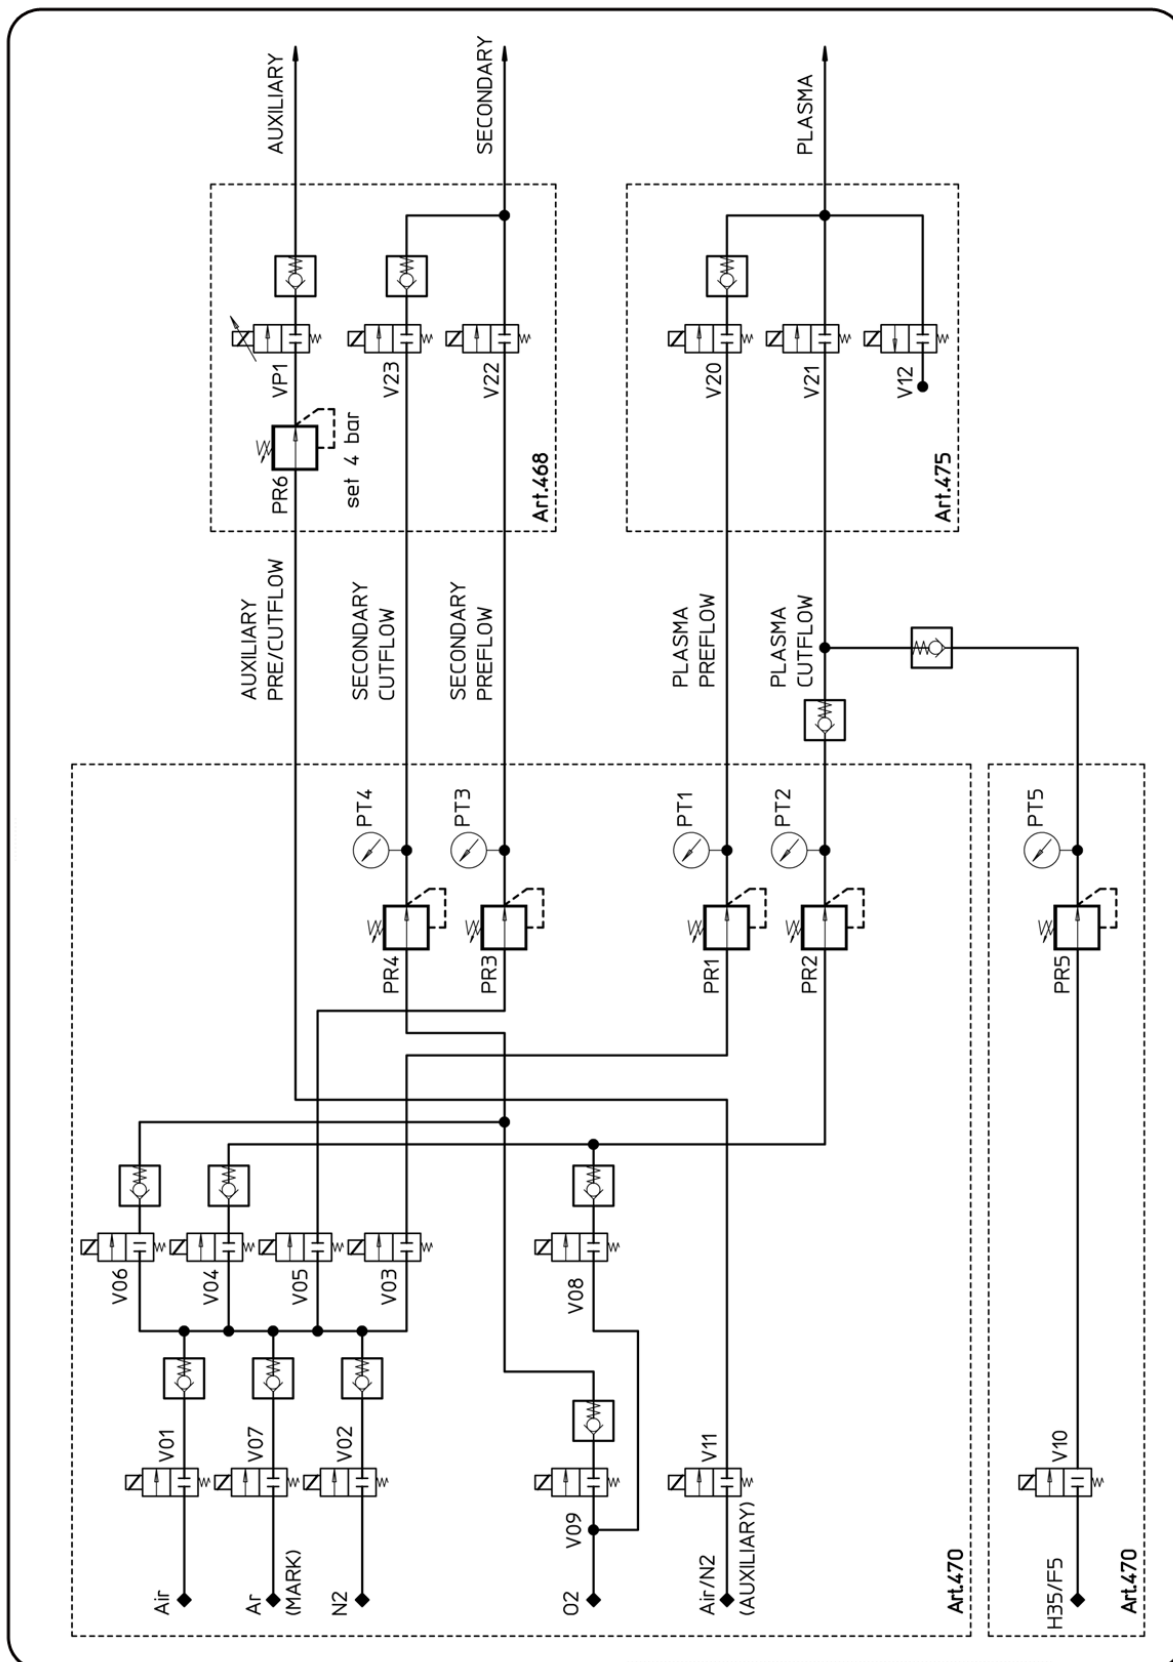 AUXILIARY
SECONDARY
PLASMA
VP1
V23
V22
V20
V21
V12
PR6
set 4 bar
Art.468
Art.475
AUXILIARY
PRE/CUTFLOW
SECONDARY
CUTFLOW
SECONDARY
PREFLOW
PLASMA
PREFLOW
PLASMA
CUTFLOW
PT4
PT3
PT1
PT2
PT5
PR4
PR3
PR1
PR2
PR5
V06
V04
V05
V03
V08
V01
V07
V02
V09
V11
V10
Air
Ar
(MARK)
N2
O2
Air/N2
(AUXILIARY)
Art.470
H35/F5
Art.470